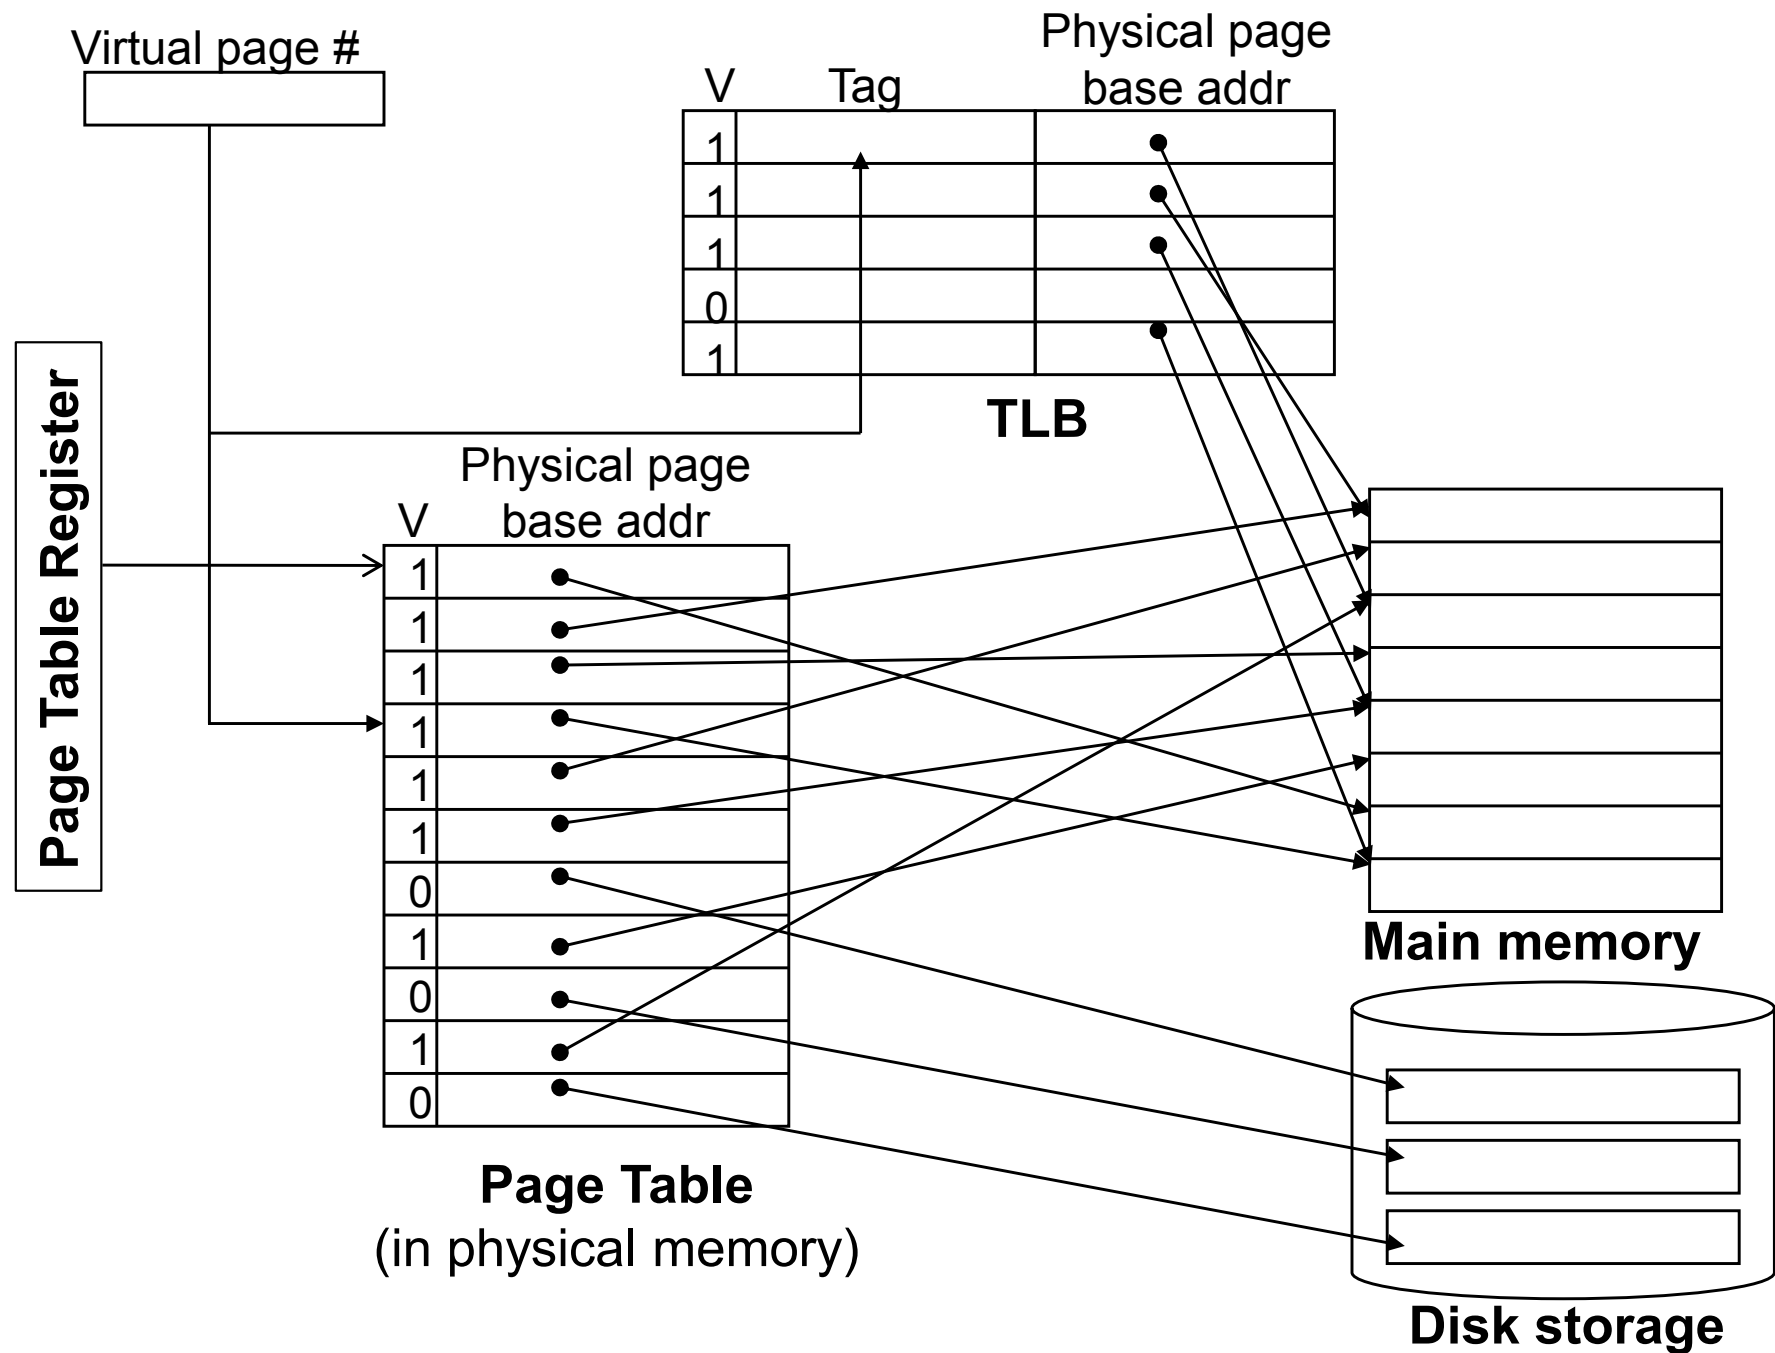 Virtual page #
Physical page
base addr
V
Tag
1
1
1
0
1
TLB
Page Table Register
Physical page
base addr
V
1
1
1
1
1
1
0
1
0
1
0
Page Table
(in physical memory)
Main memory
Disk storage